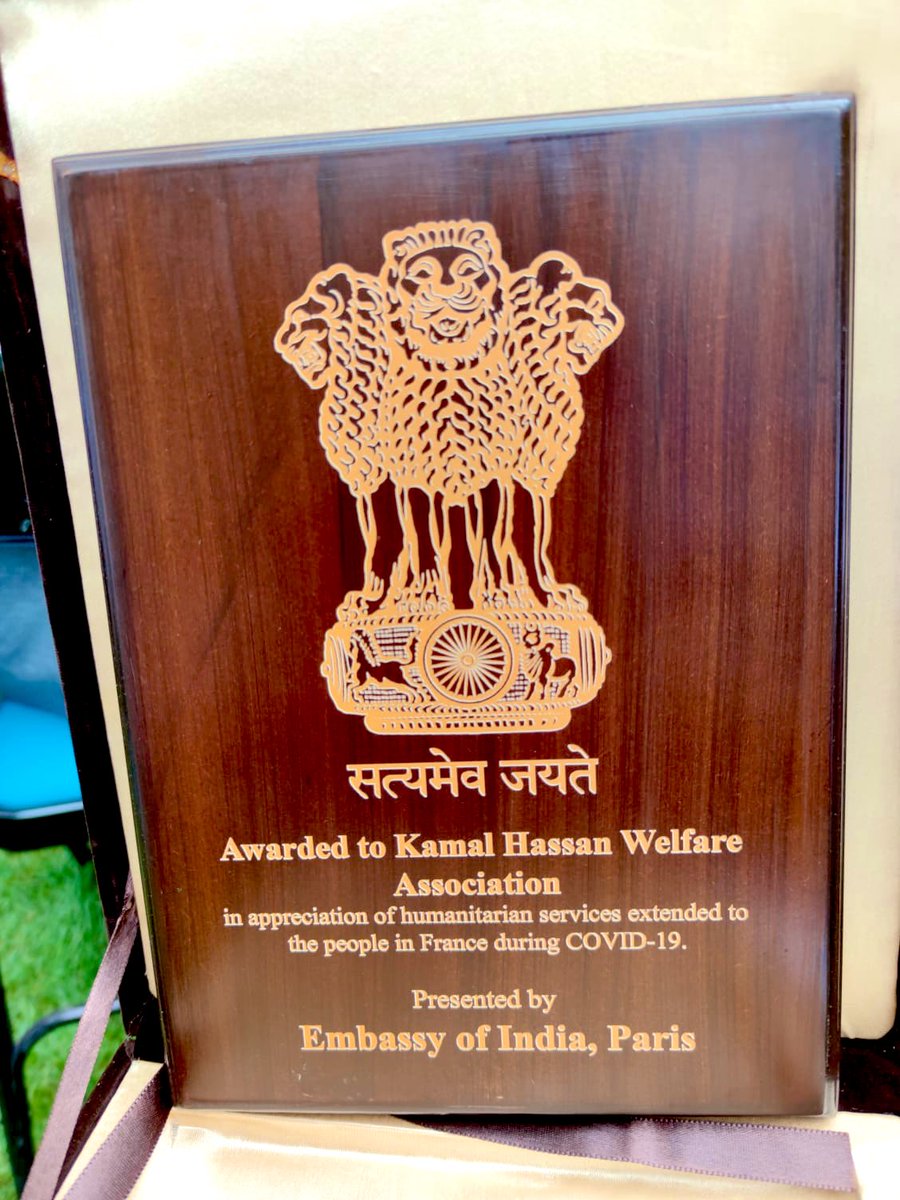 सत्यमेव जयते
Awarded to Kamal Hassan Welfare
Association
in appreciation of humanitarian services extended to
the people in France during COVID-19.
Presented by
Embassy of India, Paris